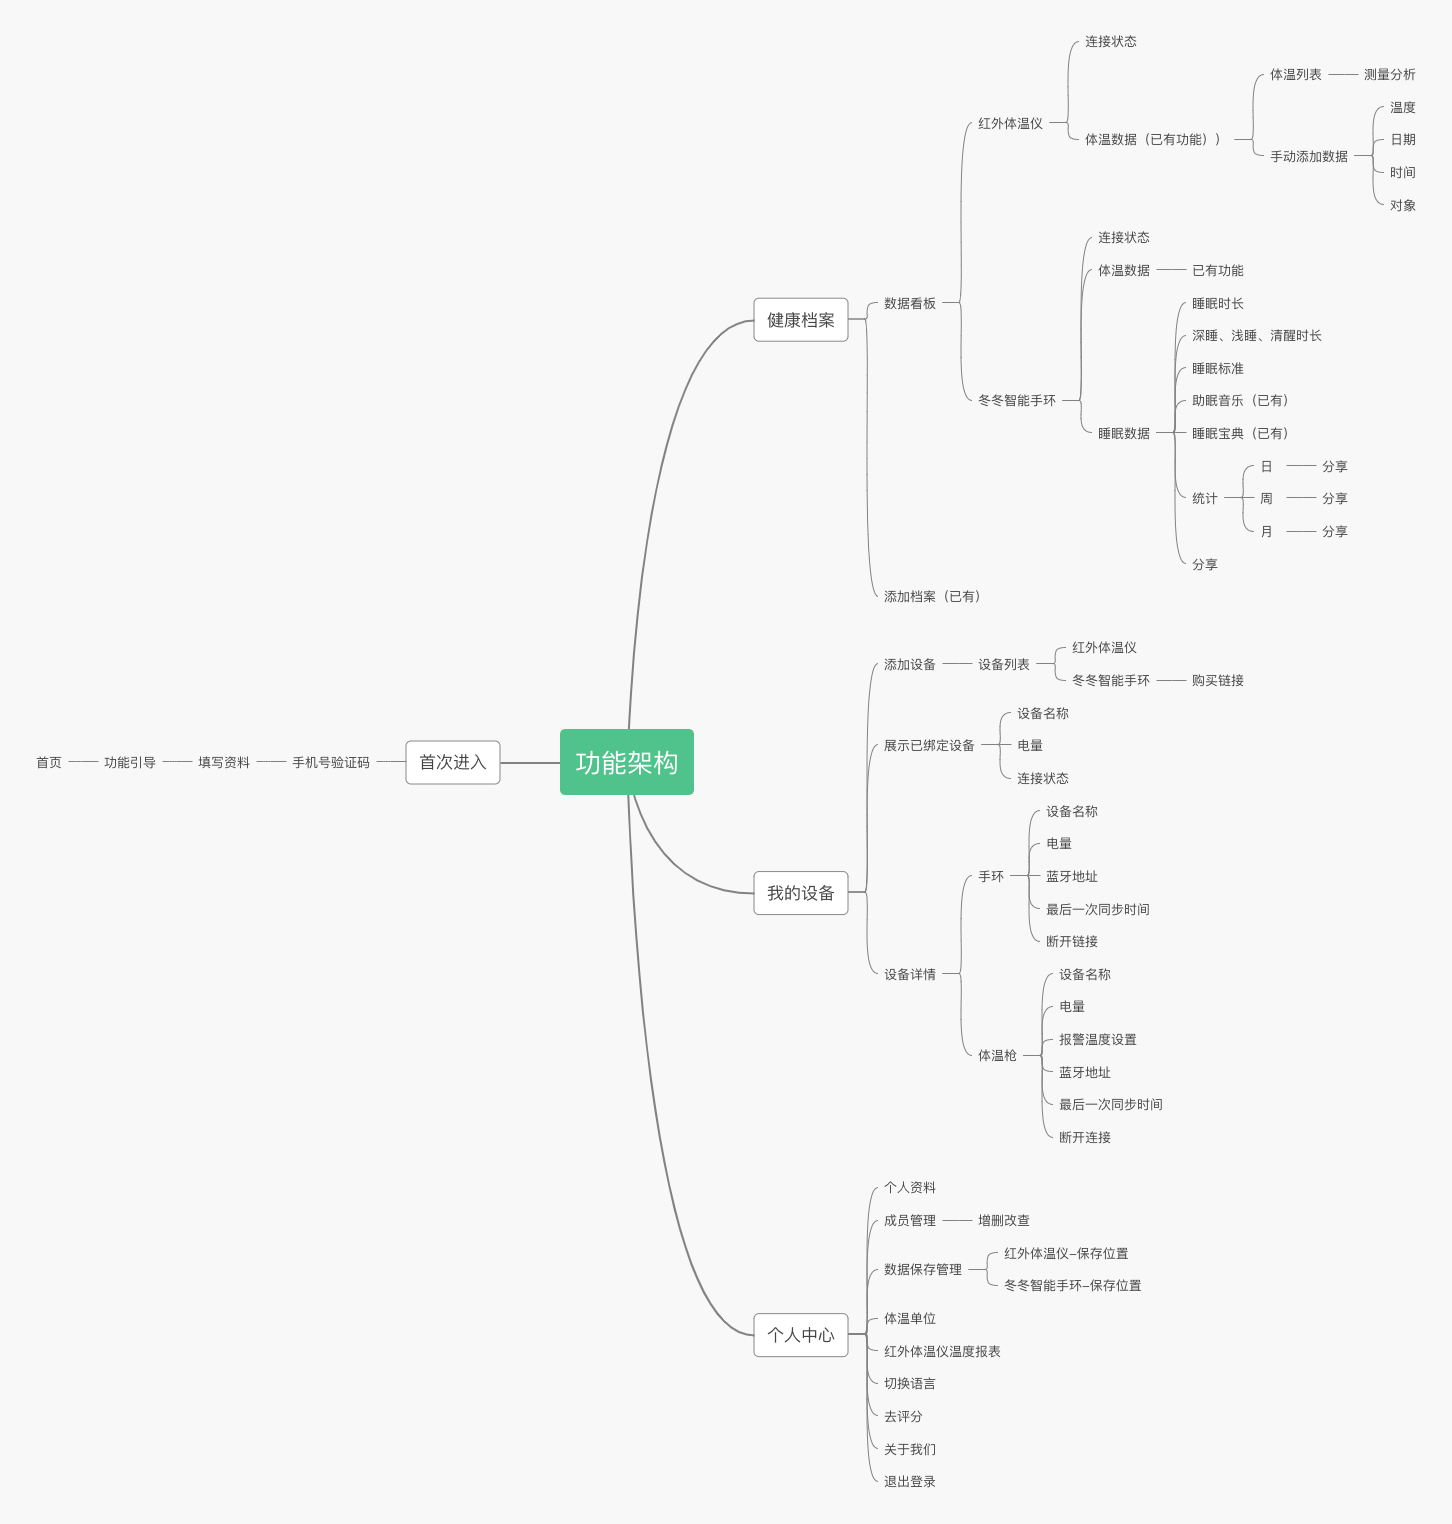 功能架构
健康档案
数据看板
红外体温仪
连接状态
体温数据（已有功能））
体温列表
测量分析
手动添加数据
温度
日期
时间
对象
冬冬智能手环
连接状态
体温数据
已有功能
睡眠数据
睡眠时长
深睡、浅睡、清醒时长
睡眠标准
助眠音乐（已有）
睡眠宝典（已有）
统计
日
分享
周
分享
月
分享
分享
添加档案（已有）
我的设备
添加设备
设备列表
红外体温仪
冬冬智能手环
购买链接
展示已绑定设备
设备名称
电量
连接状态
设备详情
手环
设备名称
电量
蓝牙地址
最后一次同步时间
断开链接
体温枪
设备名称
电量
报警温度设置
蓝牙地址
最后一次同步时间
断开连接
个人中心
个人资料
成员管理
增删改查
数据保存管理
红外体温仪–保存位置
冬冬智能手环–保存位置
体温单位
红外体温仪温度报表
切换语言
去评分
关于我们
退出登录
首次进入
手机号验证码
填写资料
功能引导
首页